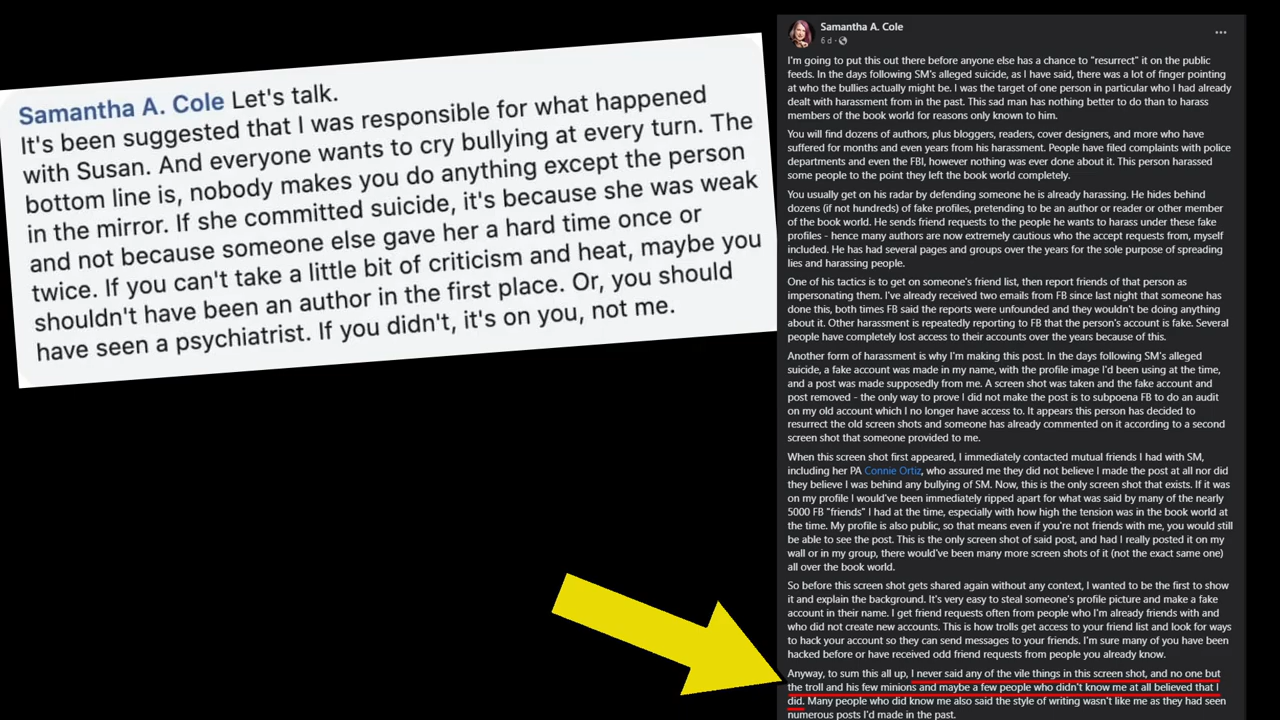 Samantha A. Cole Let's talk.
It's been suggested that I was responsible for what happened
with Susan. And everyone wants to cry bullying at every turn. The
bottom line is, nobody makes you do anything except the person
in the mirror. If she committed suicide, it's because she was weak
and not because someone else gave her a hard time once or
twice. If you can't take a little bit of criticism and heat, maybe you
shouldn't have been an author in the first place. Or, you should
have seen a psychiatrist. If you didn't, it's on you, not me.
Samantha A. Cole
6 d ·
I'm going to put this out there before anyone else has a chance to "resurrect" it on the public
feeds. In the days following SM's alleged suicide, as I have said, there was a lot of finger pointing
at who the bullies actually might be. I was the target of one person in particular who I had already
dealt with harassment from in the past. This sad man has nothing better to do than to harass
members of the book world for reasons only known to him.
You will find dozens of authors, plus bloggers, readers, cover designers, and more who have
suffered for months and even years from his harassment. People have filed complaints with police
departments and even the FBI, however nothing was ever done about it. This person harassed
some people to the point they left the book world completely.
You usually get on his radar by defending someone he is already harassing. He hides behind
dozens (if not hundreds) of fake profiles, pretending to be an author or reader or other member
of the book world. He sends friend requests to the people he wants to harass under these fake
profiles - hence many authors are now extremely cautious who the accept requests from, myself
included. He has had several pages and groups over the years for the sole purpose of spreading
lies and harassing people.
One of his tactics is to get on someone's friend list, then report friends of that person as
impersonating them. I've already received two emails from FB since last night that someone has
done this, both times FB said the reports were unfounded and they wouldn't be doing anything
about it. Other harassment is repeatedly reporting to FB that the person's account is fake. Several
people have completely lost access to their accounts over the years because of this.
Another form of harassment is why I'm making this post. In the days following SM's alleged
suicide, a fake account was made in my name, with the profile image I'd been using at the time,
and a post was made supposedly from me. A screen shot was taken and the fake account and
post removed - the only way to prove I did not make the post is to subpoena FB to do an audit
on my old account which I no longer have access to. It appears this person has decided to
resurrect the old screen shots and someone has already commented on it according to a second
screen shot that someone provided to me.
When this screen shot first appeared, I immediately contacted mutual friends I had with SM,
including her PA Connie Ortiz, who assured me they did not believe I made the post at all nor did
they believe I was behind any bullying of SM. Now, this is the only screen shot that exists. If it was
on my profile I would've been immediately ripped apart for what was said by many of the nearly
5000 FB "friends" I had at the time, especially with how high the tension was in the book world at
the time. My profile is also public, so that means even if you're not friends with me, you would still
be able to see the post. This is the only screen shot of said post, and had I really posted it on my
wall or in my group, there would've been many more screen shots of it (not the exact same one)
all over the book world.
So before this screen shot gets shared again without any context, I wanted to be the first to show
it and explain the background. It's very easy to steal someone's profile picture and make a fake
account in their name. I get friend requests often from people who I'm already friends with and
who did not create new accounts. This is how trolls get access to your friend list and look for ways
to hack your account so they can send messages to your friends. I'm sure many of you have been
hacked before or have received odd friend requests from people you already know.
Anyway, to sum this all up, I never said any of the vile things in this screen shot, and no one but
the troll and his few minions and maybe a few people who didn't know me at all believed that I
did. Many people who did know me also said the style of writing wasn't like me as they had seen
numerous posts I'd made in the past.